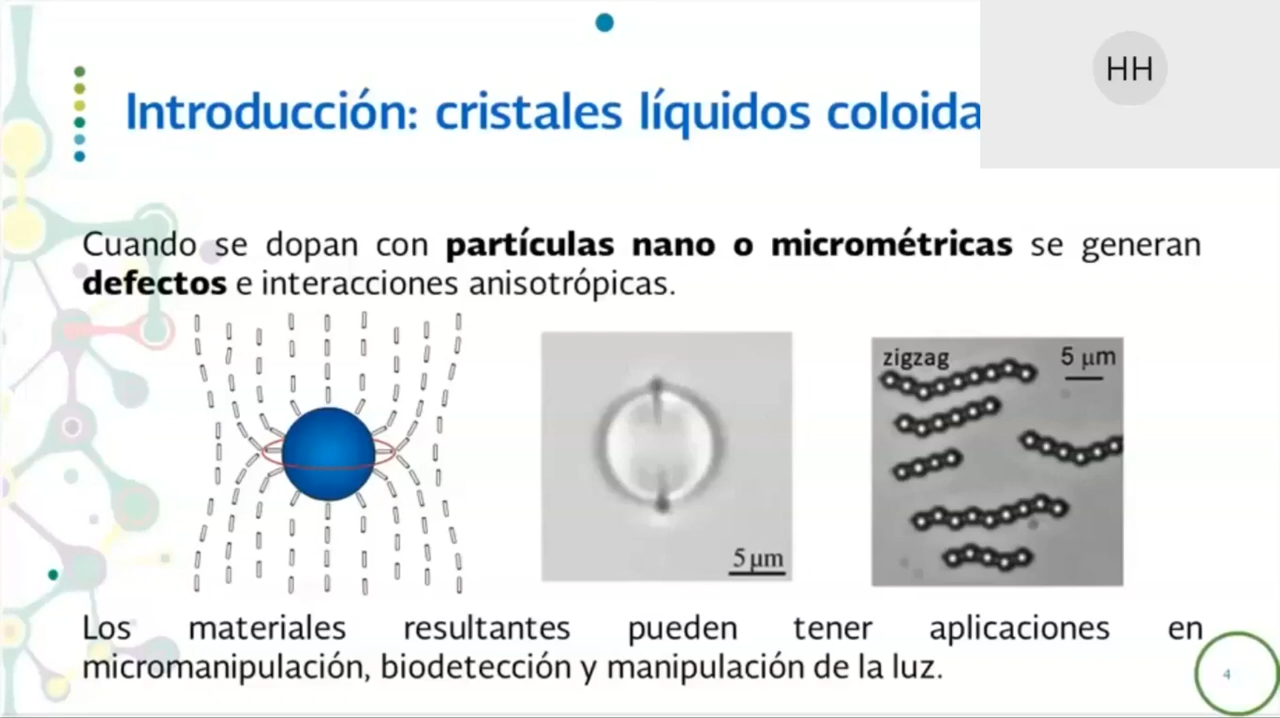 HH
Introducción: cristales líquidos coloida
Cuando se dopan con partículas nano o micrométricas se generan
defectos e interacciones anisotrópicas.
zigzag 5 μm
5 μm
Los materiales resultantes pueden tener aplicaciones en
micromanipulación, biodetección y manipulación de la luz.
4